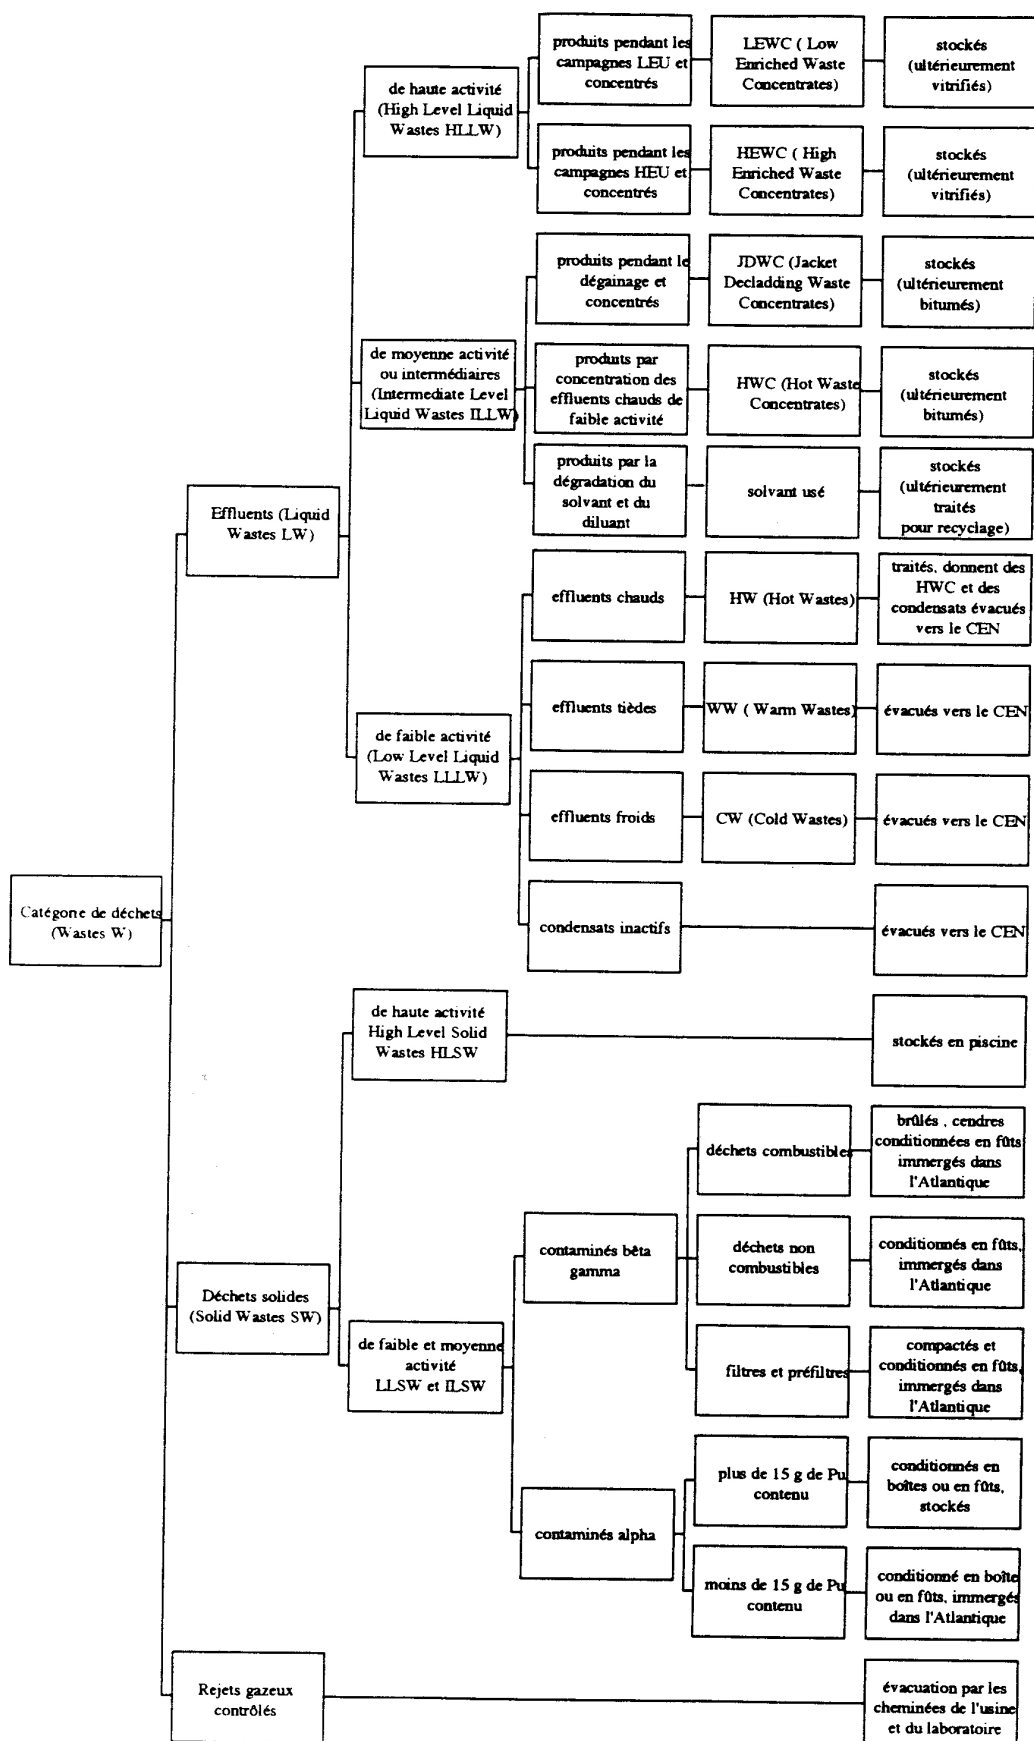 produits pendant les
campagnes LEU et
concentrés
LEWC ( Low
Enriched Waste
Concentrates)
stockés
(ultérieurement
vitrifiés)
de haute activité
(High Level Liquid
Wastes HLLW)
produits pendant les
campagnes HEU et
concentrés
HEWC ( High
Enriched Waste
Concentrates)
stockés
(ultérieurement
vitrifiés)
produits pendant le
dégainage et
concentrés
JDWC (Jacket
Decladding Waste
Concentrates)
stockés
(ultérieurement
bitumés)
de moyenne activité
ou intermédiaires
(Intermediate Level
Liquid Wastes ILLW)
produits par
concentration des
effluents chauds de
faible activité
HWC (Hot Waste
Concentrates)
stockés
(ultérieurement
bitumés)
produits par la
dégradation du
solvant et du
diluant
solvant usé
stockés
(ultérieurement
traités
pour recyclage)
Effluents (Liquid
Wastes LW)
effluents chauds
HW (Hot Wastes)
traités, donnent des
HWC et des
condensats évacués
vers le CEN
effluents tièdes
WW ( Warm Wastes)
évacués vers le CEN
de faible activité
(Low Level Liquid
Wastes LLLW)
effluents froids
CW (Cold Wastes)
évacués vers le CEN
condensats inactifs
évacués vers le CEN
Catégorie de déchets
(Wastes W)
de haute activité
High Level Solid
Wastes HLSW
stockés en piscine
déchets combustibles
brûlés , cendres
conditionnées en fûts
immergés dans
l'Atlantique
contaminés bêta
gamma
déchets non
combustibles
conditionnés en fûts,
immergés dans
l'Atlantique
Déchets solides
(Solid Wastes SW)
de faible et moyenne
activité
LLSW et ILSW
filtres et préfiltres
compactés et
conditionnés en fûts,
immergés dans
l'Atlantique
contaminés alpha
plus de 15 g de Pu
contenu
conditionnés en
boîtes ou en fûts,
stockés
moins de 15 g de Pu
contenu
conditionné en boîte
ou en fûts, immergés
dans l'Atlantique
Rejets gazeux
contrôlés
évacuation par les
cheminées de l'usine
et du laboratoire